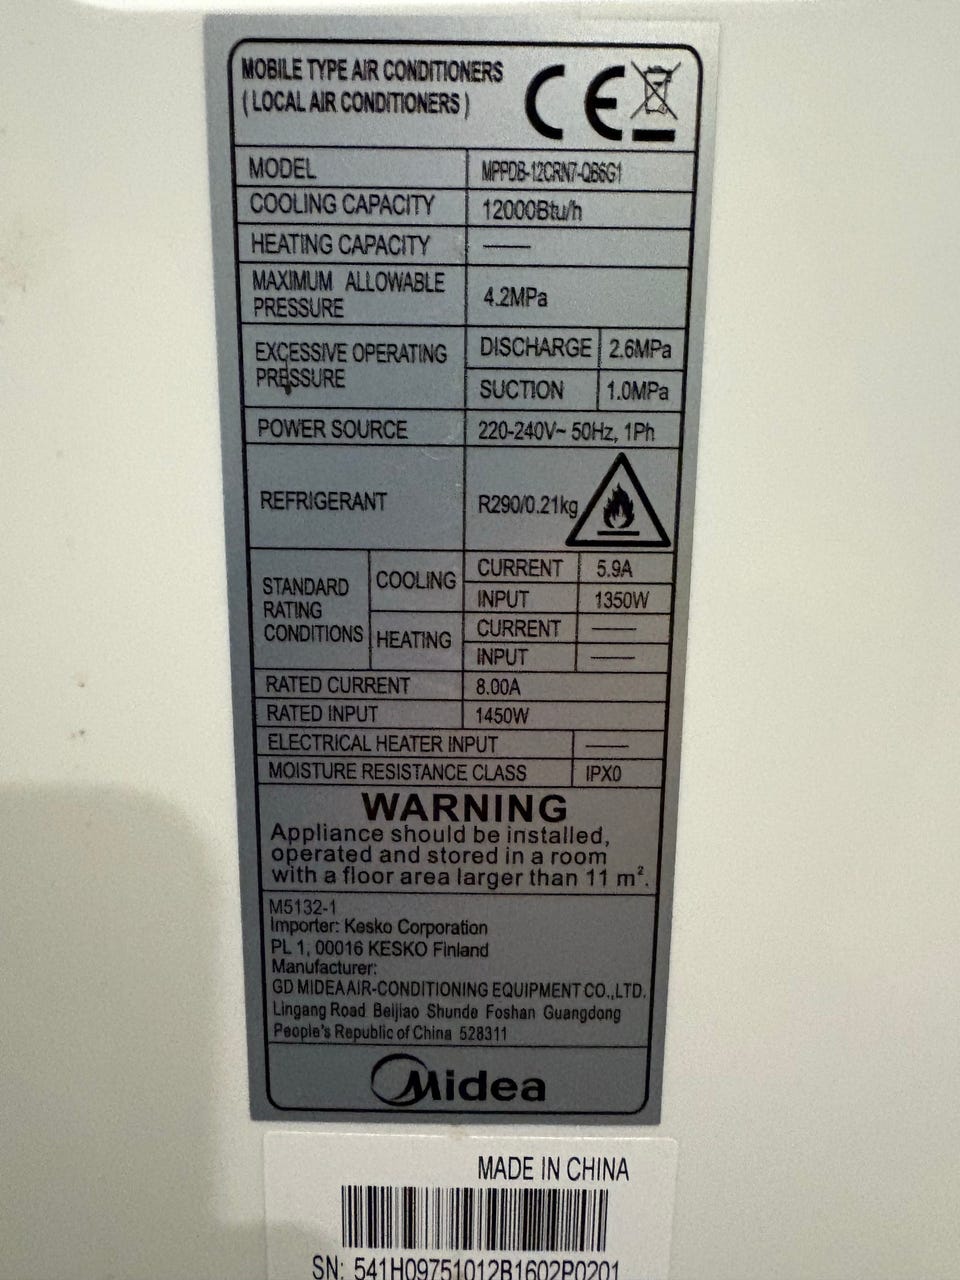 MOBILE TYPE AIR CONDITIONERS
( LOCAL AIR CONDITIONERS )
CE
MODEL MPPDB-12CRN7-QB6G1
COOLING CAPACITY 12000Btu/h
HEATING CAPACITY ——
MAXIMUM ALLOWABLE PRESSURE 4.2MPa
EXCESSIVE OPERATING PRESSURE DISCHARGE 2.6MPa
SUCTION 1.0MPa
POWER SOURCE 220-240V~ 50Hz, 1Ph
REFRIGERANT R290/0.21kg
STANDARD RATING CONDITIONS COOLING CURRENT 5.9A
INPUT 1350W
HEATING CURRENT ——
INPUT ——
RATED CURRENT 8.00A
RATED INPUT 1450W
ELECTRICAL HEATER INPUT ——
MOISTURE RESISTANCE CLASS IPX0
WARNING
Appliance should be installed,
operated and stored in a room
with a floor area larger than 11 m².
M5132-1
Importer: Kesko Corporation
PL 1, 00016 KESKO Finland
Manufacturer:
GD MIDEA AIR-CONDITIONING EQUIPMENT CO.,LTD.
Lingang Road Beijiao Shunde Foshan Guangdong
People's Republic of China 528311
Midea
MADE IN CHINA
SN: 541H09751012B1602P0201